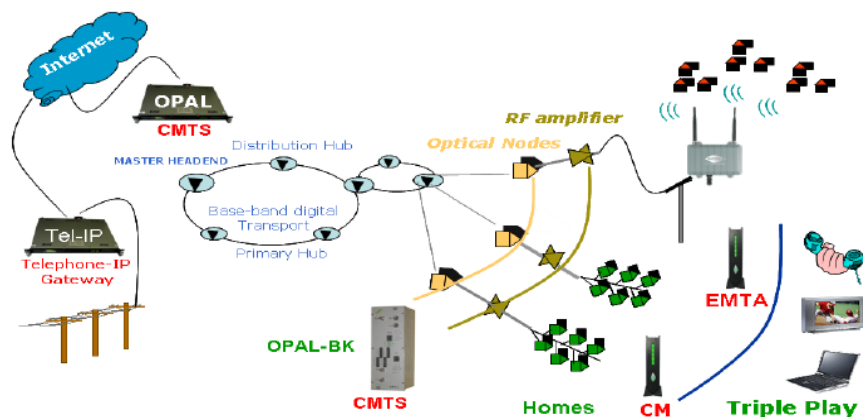 Internet
OPAL
CMTS
RF amplifier
Distribution Hub
Optical Nodes
MASTER HEADEND
Base-band digital
Transport
Primary Hub
Tel-IP
Telephone-IP
Gateway
EMTA
OPAL-BK
CMTS
Homes
CM
Triple Play